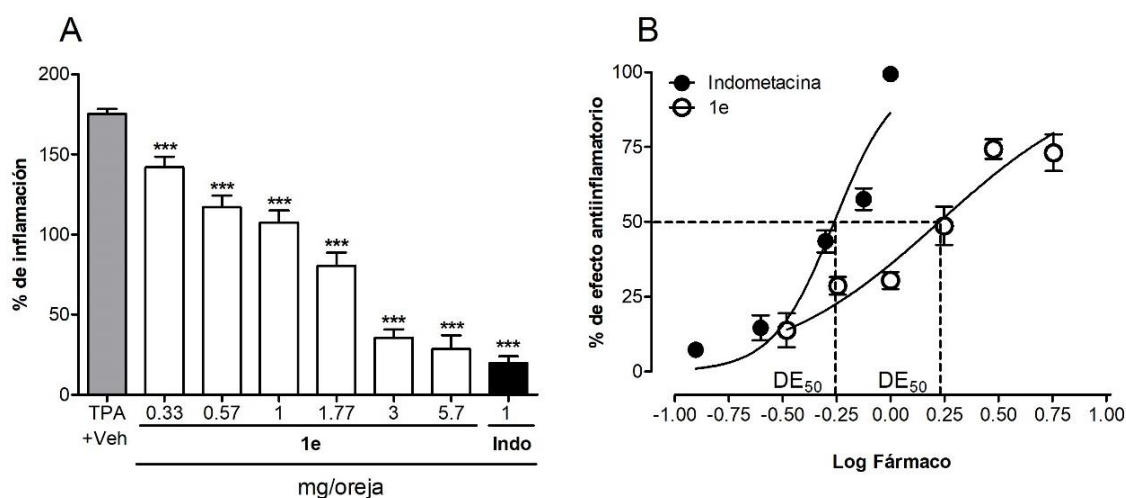 A
% de inflamación
200
150
100
50
0
***
***
***
***
***
***
***
TPA
+Veh
0.33 0.57 1 1.77 3 5.7 1
1e Indo
mg/oreja
B
% de efecto antiinflamatorio
100
75
50
25
0
Indometacina
1e
DE50 DE50
-1.00 -0.75 -0.50 -0.25 0.00 0.25 0.50 0.75 1.00
Log Fármaco